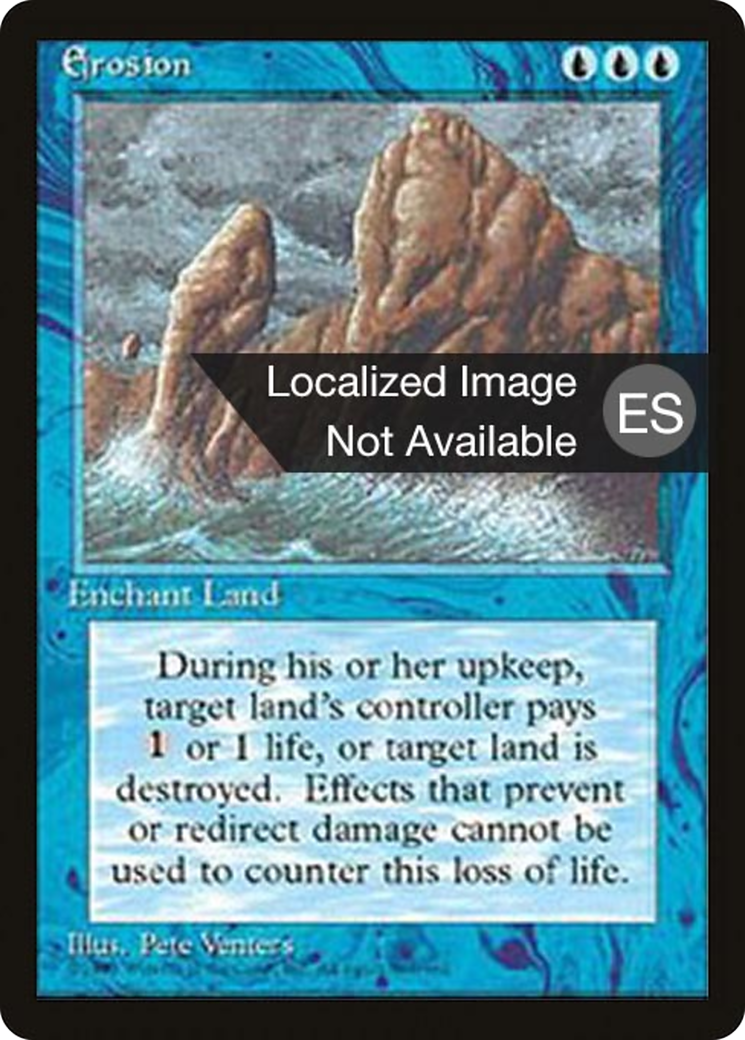 Erosion
Localized Image
Not Available
ES
Enchant Land
During his or her upkeep,
target land's controller pays
1 or 1 life, or target land is
destroyed. Effects that prevent
or redirect damage cannot be
used to counter this loss of life.
Illus. Pete Venters